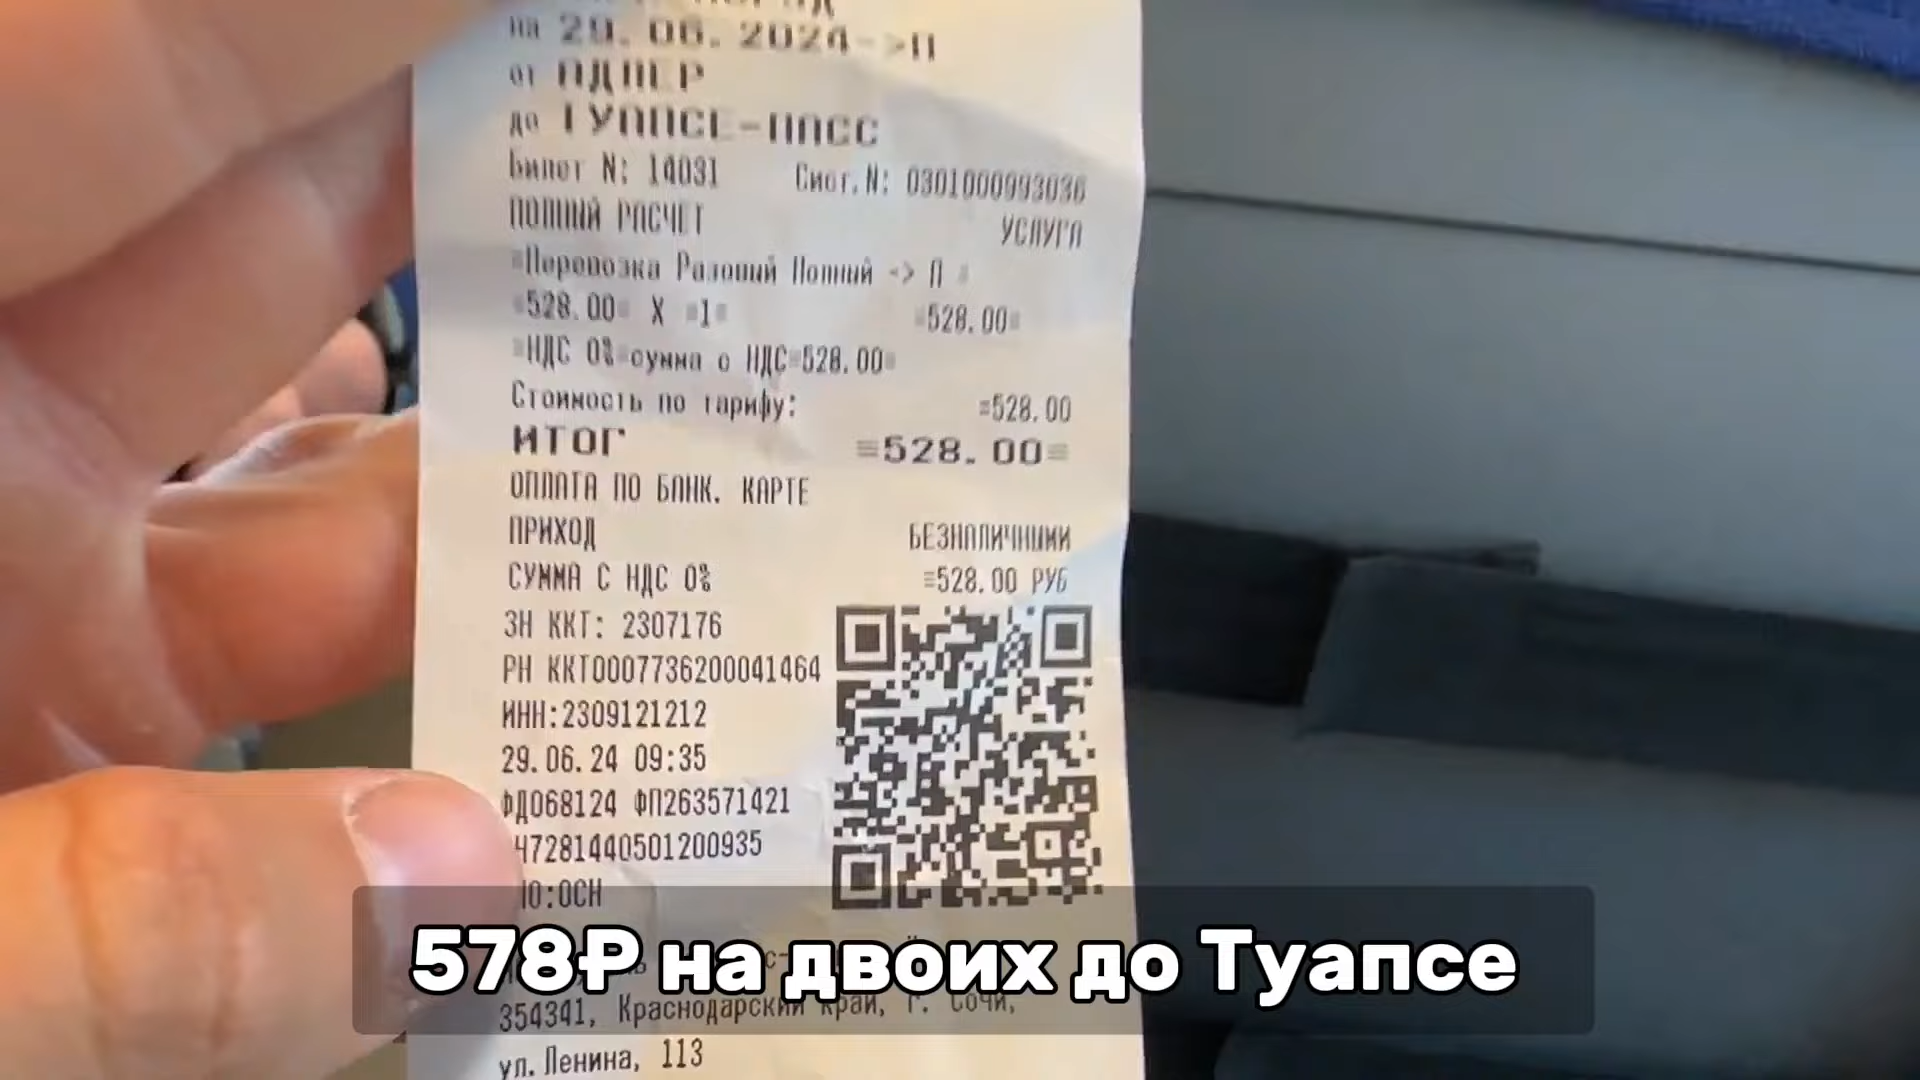 на 29.06.2024->П
от АДЛЕР
до ТУАПСЕ-ПАСС
Билет N: 14031 Сист.N: 0301000993036
ПОЛНЫЙ РАСЧЕТ УСЛУГА
≡Перевозка Разовый Полный -> П ≡
≡528.00≡ X ≡1≡ ≡528.00≡
≡НДС 0%≡сумма с НДС≡528.00≡
Стоимость по тарифу: ≡528.00
ИТОГ ≡528.00≡
ОПЛАТА ПО БАНК. КАРТЕ
ПРИХОД БЕЗНАЛИЧНЫМИ
СУММА С НДС 0% ≡528.00 РУБ
ЗН ККТ: 2307176
РН ККТ0007736200041464
ИНН:2309121212
29.06.24 09:35
ФД068124 ФП263571421
7281440501200935
:ОСН
578₽ на двоих до Туапсе
354341, Краснодарский край, г. Сочи,
ул. Ленина, 113